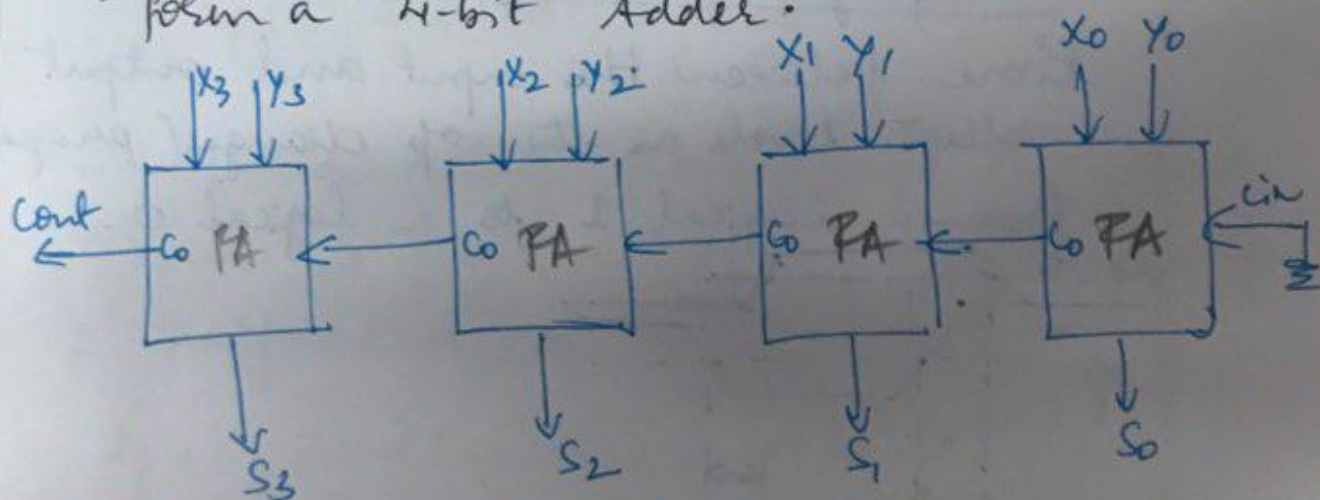 form a 4-bit Adder.
X3 Y3 X2 Y2 X1 Y1 X0 Y0
Cout Co FA Co FA Co FA Co FA Cin
S3 S2 S1 S0